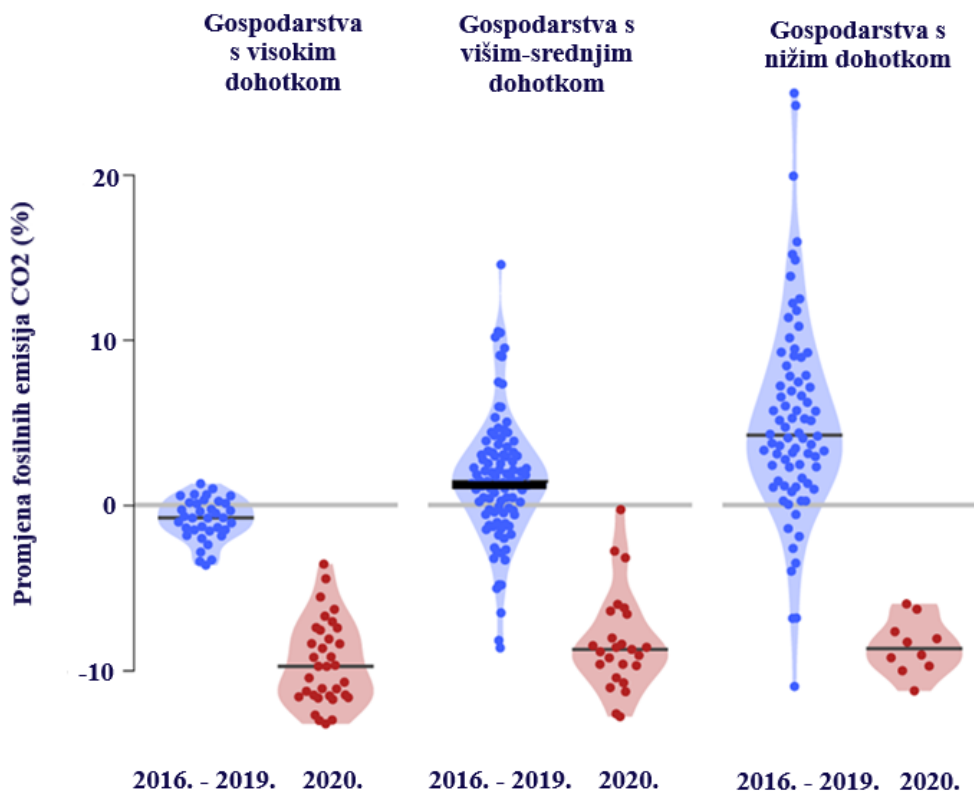 Gospodarstva
s visokim
dohotkom
Gospodarstva s
višim-srednjim
dohotkom
Gospodarstva s
nižim dohotkom
Promjena fosilnih emisija CO2 (%)
20
10
0
-10
2016. - 2019.
2020.
2016. - 2019.
2020.
2016. - 2019.
2020.